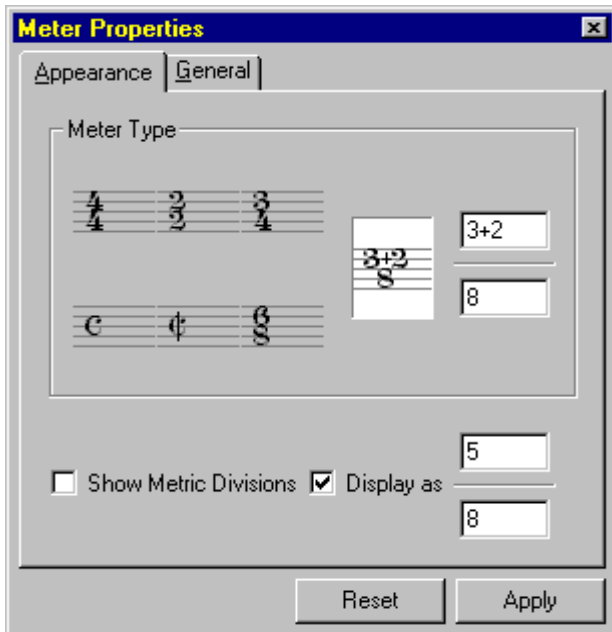 Meter Properties
Appearance General
Meter Type
4 2 3
4 2 4
3+2
8
3+2
8
c ¢ 6
8
5
Show Metric Divisions Display as
8
Reset Apply